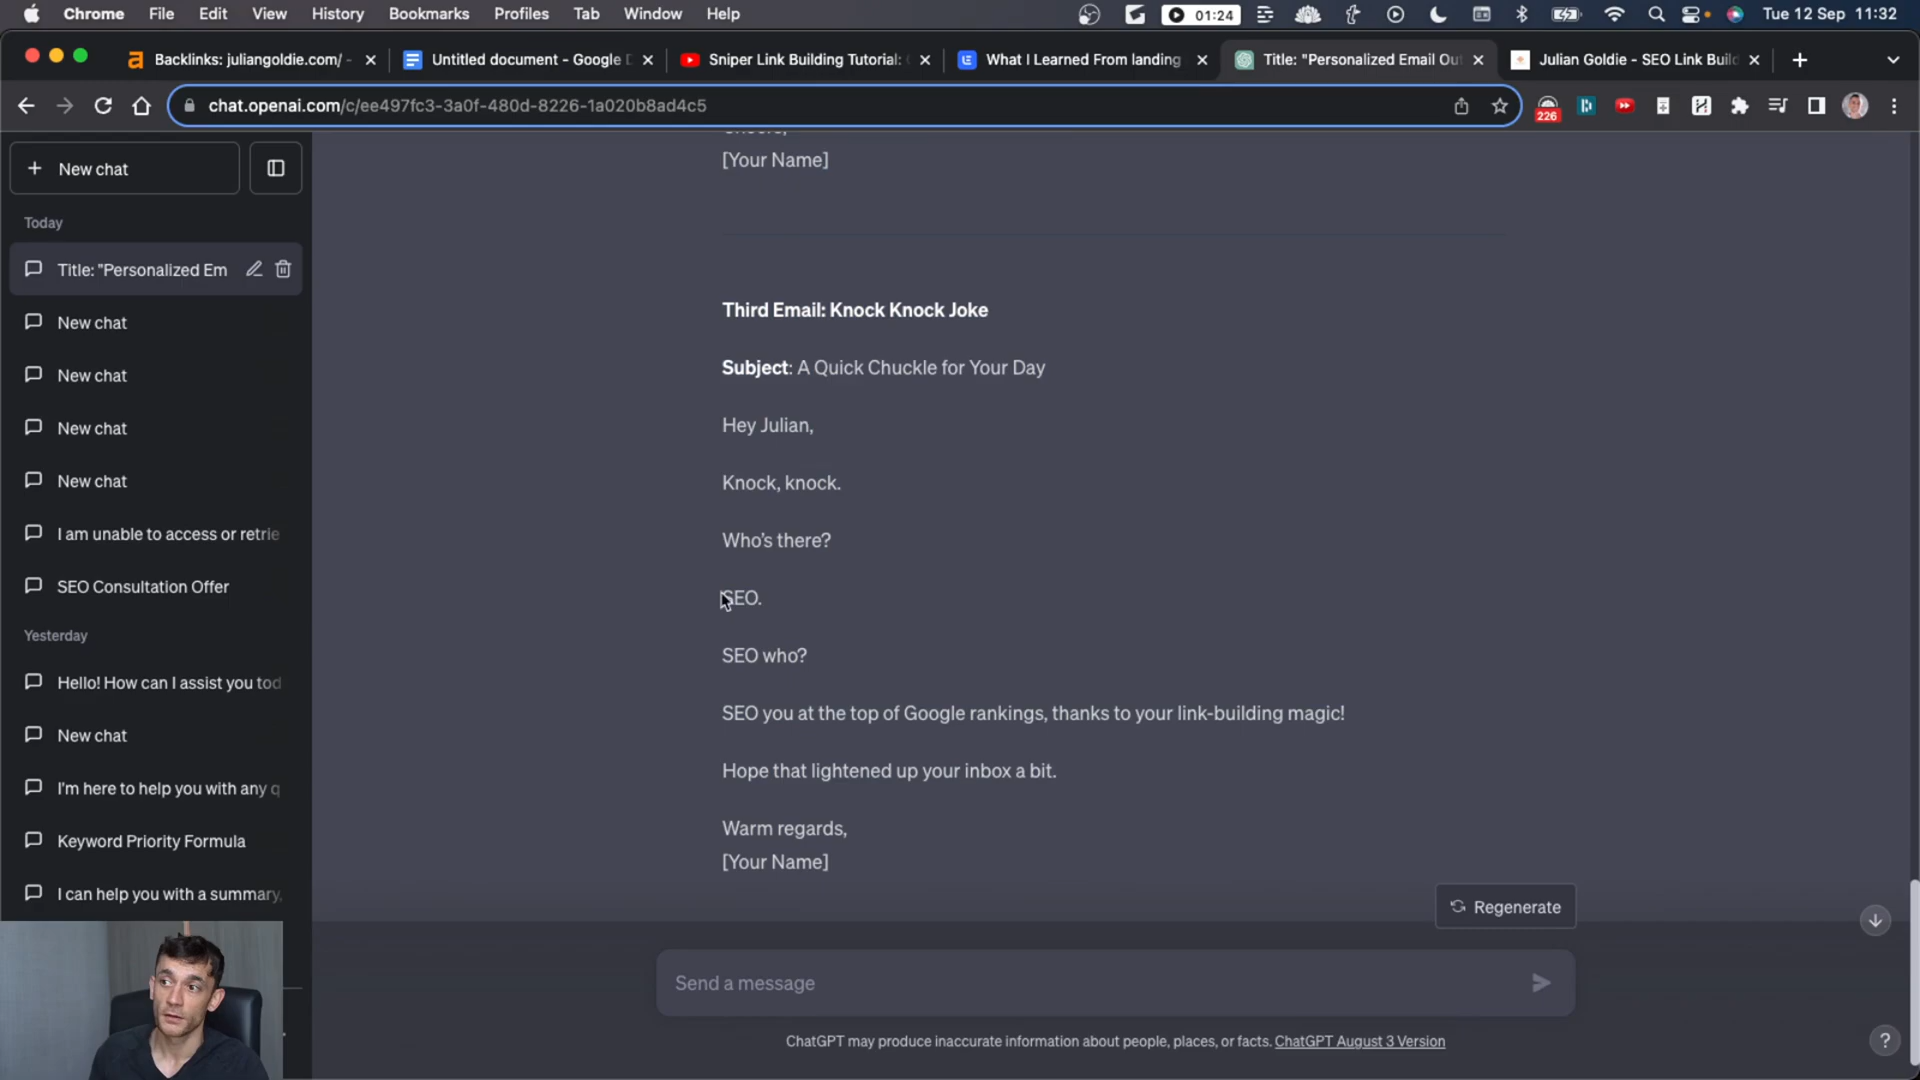 Chrome File Edit View History Bookmarks Profiles Tab Window Help 01:24 Tue 12 Sep 11:32
Backlinks: juliangoldie.com/ - Untitled document - Google D Sniper Link Building Tutorial: What I Learned From landing Title: "Personalized Email Out Julian Goldie - SEO Link Build
chat.openai.com/c/ee497fc3-3a0f-480d-8226-1a020b8ad4c5 226
New chat
Today
Title: "Personalized Em
New chat
New chat
New chat
New chat
I am unable to access or retrie
SEO Consultation Offer
Yesterday
Hello! How can I assist you tod
New chat
I'm here to help you with any q
Keyword Priority Formula
I can help you with a summary,
[Your Name]
Third Email: Knock Knock Joke
Subject: A Quick Chuckle for Your Day
Hey Julian,
Knock, knock.
Who's there?
SEO.
SEO who?
SEO you at the top of Google rankings, thanks to your link-building magic!
Hope that lightened up your inbox a bit.
Warm regards,
[Your Name]
Regenerate
Send a message
ChatGPT may produce inaccurate information about people, places, or facts. ChatGPT August 3 Version
?